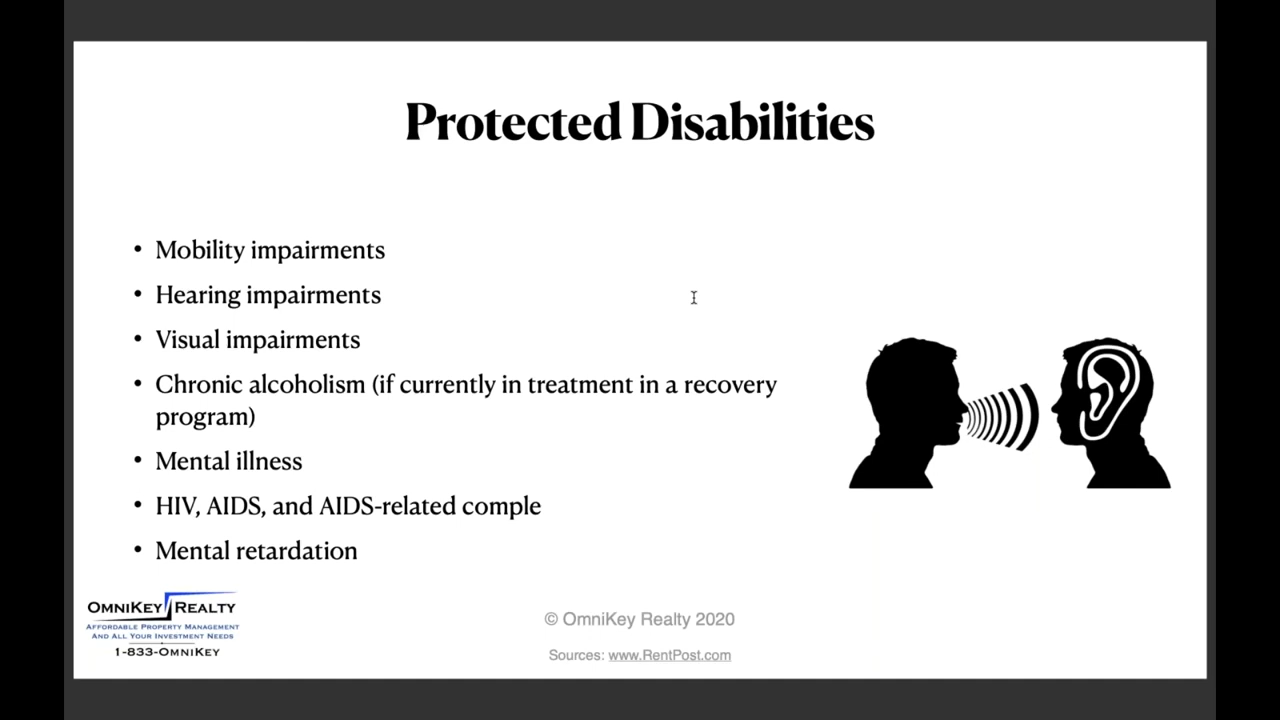 Protected Disabilities
• Mobility impairments
• Hearing impairments
• Visual impairments
• Chronic alcoholism (if currently in treatment in a recovery
program)
• Mental illness
• HIV, AIDS, and AIDS-related comple
• Mental retardation
OmniKey Realty
Affordable Property Management
And All Your Investment Needs
1-833-OmniKey
© OmniKey Realty 2020
Sources: www.RentPost.com